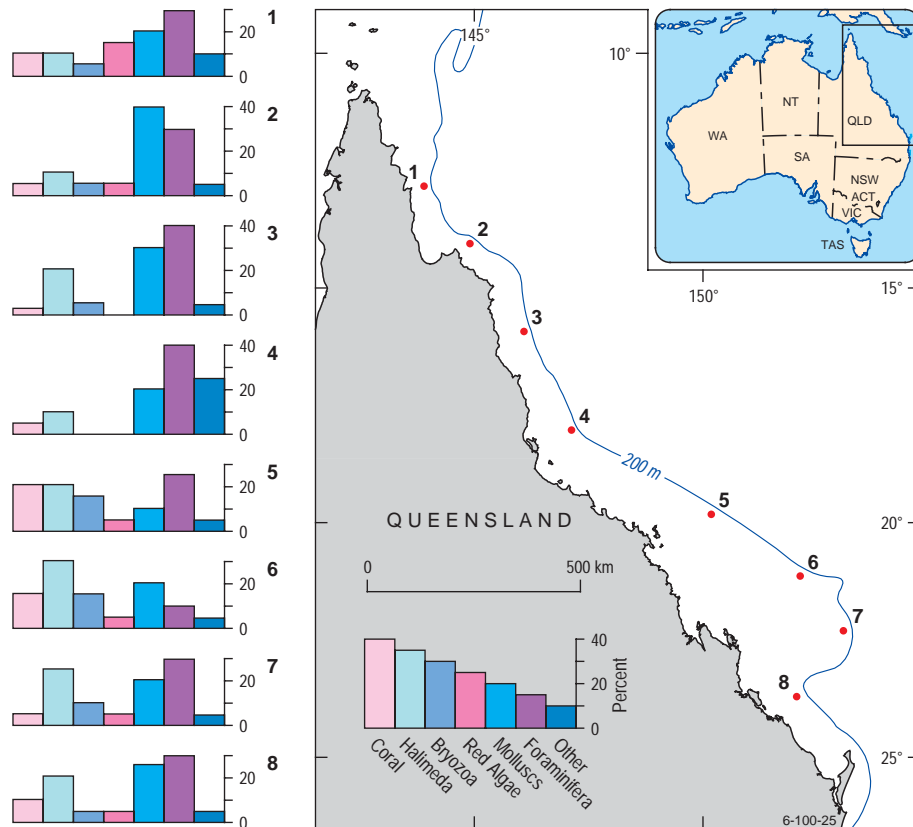 1
20
0
2
40
20
0
3
40
20
0
4
40
20
0
5
20
0
6
20
0
7
20
0
8
20
0
145°
10°
150°
15°
20°
25°
1
2
3
4
5
6
7
8
200 m
QUEENSLAND
0
500 km
40
20
0
Percent
Coral
Halimeda
Bryozoa
Red Algae
Molluscs
Foraminifera
Other
WA
NT
QLD
SA
NSW
ACT
VIC
TAS
6-100-25